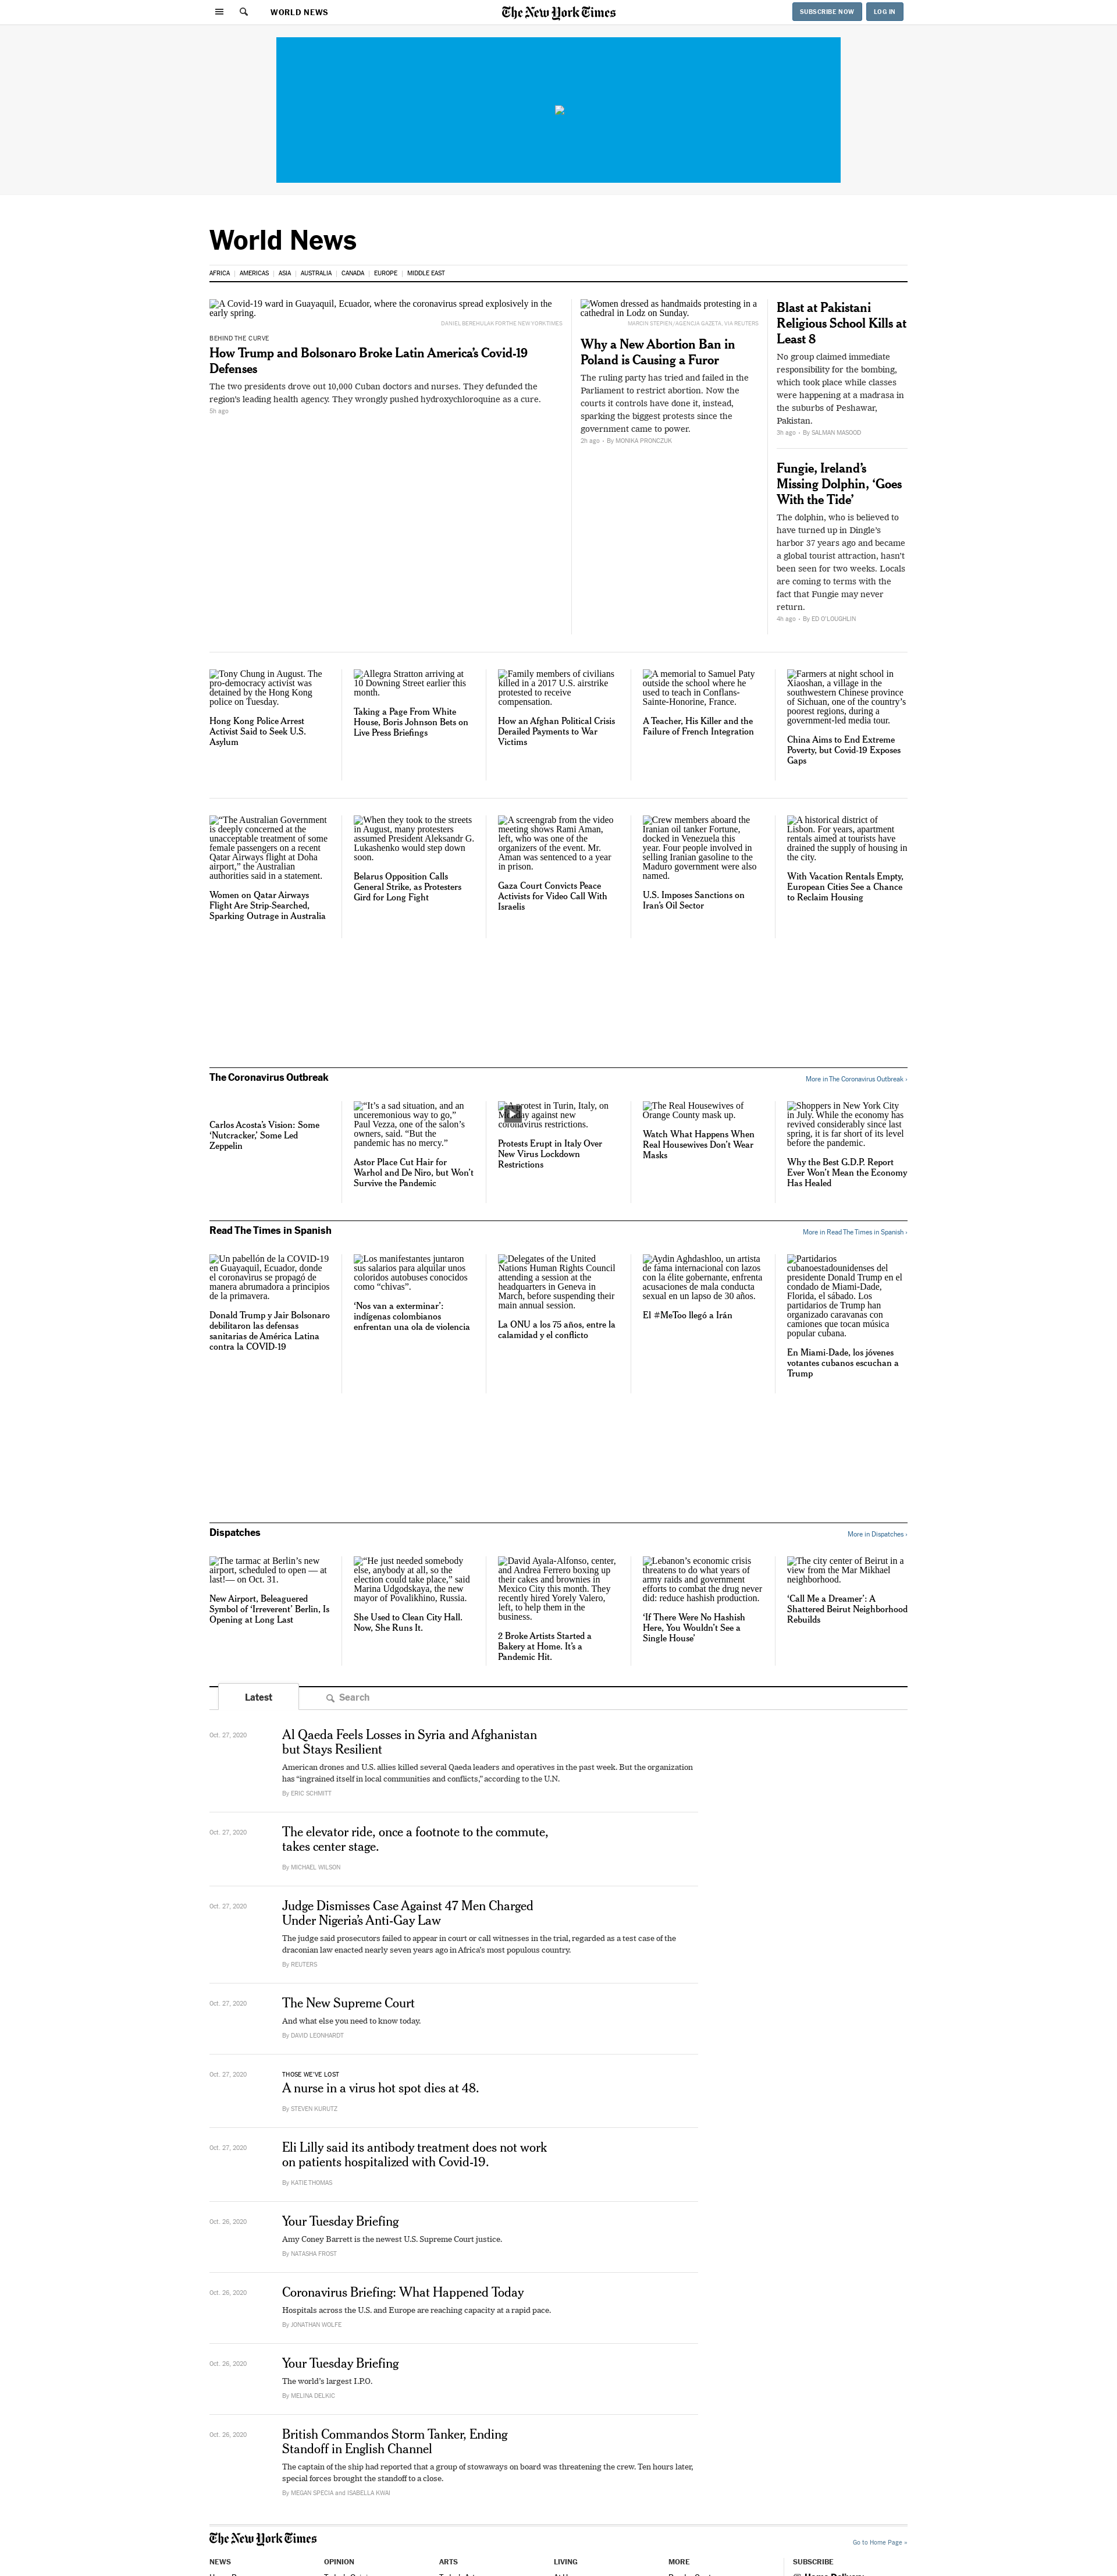 WORLD NEWS
The New York Times
SUBSCRIBE NOW
LOG IN
World News
AFRICA
AMERICAS
ASIA
AUSTRALIA
CANADA
EUROPE
MIDDLE EAST
A Covid-19 ward in Guayaquil, Ecuador, where the coronavirus spread explosively in the
early spring.
DANIEL BEREHULAK FOR THE NEW YORK TIMES
BEHIND THE CURVE
How Trump and Bolsonaro Broke Latin America’s Covid-19
Defenses
The two presidents drove out 10,000 Cuban doctors and nurses. They defunded the
region’s leading health agency. They wrongly pushed hydroxychloroquine as a cure.
5h ago
Women dressed as handmaids protesting in a
cathedral in Lodz on Sunday.
MARCIN STEPIEN/AGENCJA GAZETA, VIA REUTERS
Why a New Abortion Ban in
Poland is Causing a Furor
The ruling party has tried and failed in the
Parliament to restrict abortion. Now the
courts it controls have done it, instead,
sparking the biggest protests since the
government came to power.
2h ago • By MONIKA PRONCZUK
Blast at Pakistani
Religious School Kills at
Least 8
No group claimed immediate
responsibility for the bombing,
which took place while classes
were happening at a madrasa in
the suburbs of Peshawar,
Pakistan.
3h ago • By SALMAN MASOOD
Fungie, Ireland’s
Missing Dolphin, ‘Goes
With the Tide’
The dolphin, who is believed to
have turned up in Dingle’s
harbor 37 years ago and became
a global tourist attraction, hasn’t
been seen for two weeks. Locals
are coming to terms with the
fact that Fungie may never
return.
4h ago • By ED O’LOUGHLIN
Tony Chung in August. The
pro-democracy activist was
detained by the Hong Kong
police on Tuesday.
Hong Kong Police Arrest
Activist Said to Seek U.S.
Asylum
Allegra Stratton arriving at
10 Downing Street earlier this
month.
Taking a Page From White
House, Boris Johnson Bets on
Live Press Briefings
Family members of civilians
killed in a 2017 U.S. airstrike
protested to receive
compensation.
How an Afghan Political Crisis
Derailed Payments to War
Victims
A memorial to Samuel Paty
outside the school where he
used to teach in Conflans-
Sainte-Honorine, France.
A Teacher, His Killer and the
Failure of French Integration
Farmers at night school in
Xiaoshan, a village in the
southwestern Chinese province
of Sichuan, one of the country’s
poorest regions, during a
government-led media tour.
China Aims to End Extreme
Poverty, but Covid-19 Exposes
Gaps
“The Australian Government
is deeply concerned at the
unacceptable treatment of some
female passengers on a recent
Qatar Airways flight at Doha
airport,” the Australian
authorities said in a statement.
Women on Qatar Airways
Flight Are Strip-Searched,
Sparking Outrage in Australia
When they took to the streets
in August, many protesters
assumed President Aleksandr G.
Lukashenko would step down
soon.
Belarus Opposition Calls
General Strike, as Protesters
Gird for Long Fight
A screengrab from the video
meeting shows Rami Aman,
left, who was one of the
organizers of the event. Mr.
Aman was sentenced to a year
in prison.
Gaza Court Convicts Peace
Activists for Video Call With
Israelis
Crew members aboard the
Iranian oil tanker Fortune,
docked in Venezuela this
year. Four people involved in
selling Iranian gasoline to the
Maduro government were also
named.
U.S. Imposes Sanctions on
Iran’s Oil Sector
A historical district of
Lisbon. For years, apartment
rentals aimed at tourists have
drained the supply of housing in
the city.
With Vacation Rentals Empty,
European Cities See a Chance
to Reclaim Housing
The Coronavirus Outbreak
More in The Coronavirus Outbreak ›
Carlos Acosta’s Vision: Some
‘Nutcracker,’ Some Led
Zeppelin
“It’s a sad situation, and an
unceremonious way to go,”
Paul Vezza, one of the salon’s
owners, said. “But the
pandemic has no mercy.”
Astor Place Cut Hair for
Warhol and De Niro, but Won’t
Survive the Pandemic
protest in Turin, Italy, on
against new
coronavirus restrictions.
Protests Erupt in Italy Over
New Virus Lockdown
Restrictions
The Real Housewives of
Orange County mask up.
Watch What Happens When
Real Housewives Don’t Wear
Masks
Shoppers in New York City
in July. While the economy has
revived considerably since last
spring, it is far short of its level
before the pandemic.
Why the Best G.D.P. Report
Ever Won’t Mean the Economy
Has Healed
Read The Times in Spanish
More in Read The Times in Spanish ›
Un pabellón de la COVID-19
en Guayaquil, Ecuador, donde
el coronavirus se propagó de
manera abrumadora a principios
de la primavera.
Donald Trump y Jair Bolsonaro
debilitaron las defensas
sanitarias de América Latina
contra la COVID-19
Los manifestantes juntaron
sus salarios para alquilar unos
coloridos autobuses conocidos
como “chivas”.
‘Nos van a exterminar’:
indígenas colombianos
enfrentan una ola de violencia
Delegates of the United
Nations Human Rights Council
attending a session at the
headquarters in Geneva in
March, before suspending their
main annual session.
La ONU a los 75 años, entre la
calamidad y el conflicto
Aydin Aghdashloo, un artista
de fama internacional con lazos
con la élite gobernante, enfrenta
acusaciones de mala conducta
sexual en un lapso de 30 años.
El #MeToo llegó a Irán
Partidarios
cubanoestadounidenses del
presidente Donald Trump en el
condado de Miami-Dade,
Florida, el sábado. Los
partidarios de Trump han
organizado caravanas con
camiones que tocan música
popular cubana.
En Miami-Dade, los jóvenes
votantes cubanos escuchan a
Trump
Dispatches
More in Dispatches ›
The tarmac at Berlin’s new
airport, scheduled to open — at
last!— on Oct. 31.
New Airport, Beleaguered
Symbol of ‘Irreverent’ Berlin, Is
Opening at Long Last
“He just needed somebody
else, anybody at all, so the
election could take place,” said
Marina Udgodskaya, the new
mayor of Povalikhino, Russia.
She Used to Clean City Hall.
Now, She Runs It.
David Ayala-Alfonso, center,
and Andrea Ferrero boxing up
their cakes and brownies in
Mexico City this month. They
recently hired Yorely Valero,
left, to help them in the
business.
2 Broke Artists Started a
Bakery at Home. It’s a
Pandemic Hit.
Lebanon’s economic crisis
threatens to do what years of
army raids and government
efforts to combat the drug never
did: reduce hashish production.
‘If There Were No Hashish
Here, You Wouldn’t See a
Single House’
The city center of Beirut in a
view from the Mar Mikhael
neighborhood.
‘Call Me a Dreamer’: A
Shattered Beirut Neighborhood
Rebuilds
Latest
Search
Oct. 27, 2020
Al Qaeda Feels Losses in Syria and Afghanistan
but Stays Resilient
American drones and U.S. allies killed several Qaeda leaders and operatives in the past week. But the organization
has “ingrained itself in local communities and conflicts,” according to the U.N.
By ERIC SCHMITT
Oct. 27, 2020
The elevator ride, once a footnote to the commute,
takes center stage.
By MICHAEL WILSON
Oct. 27, 2020
Judge Dismisses Case Against 47 Men Charged
Under Nigeria’s Anti-Gay Law
The judge said prosecutors failed to appear in court or call witnesses in the trial, regarded as a test case of the
draconian law enacted nearly seven years ago in Africa’s most populous country.
By REUTERS
Oct. 27, 2020
The New Supreme Court
And what else you need to know today.
By DAVID LEONHARDT
Oct. 27, 2020
THOSE WE’VE LOST
A nurse in a virus hot spot dies at 48.
By STEVEN KURUTZ
Oct. 27, 2020
Eli Lilly said its antibody treatment does not work
on patients hospitalized with Covid-19.
By KATIE THOMAS
Oct. 26, 2020
Your Tuesday Briefing
Amy Coney Barrett is the newest U.S. Supreme Court justice.
By NATASHA FROST
Oct. 26, 2020
Coronavirus Briefing: What Happened Today
Hospitals across the U.S. and Europe are reaching capacity at a rapid pace.
By JONATHAN WOLFE
Oct. 26, 2020
Your Tuesday Briefing
The world’s largest I.P.O.
By MELINA DELKIC
Oct. 26, 2020
British Commandos Storm Tanker, Ending
Standoff in English Channel
The captain of the ship had reported that a group of stowaways on board was threatening the crew. Ten hours later,
special forces brought the standoff to a close.
By MEGAN SPECIA and ISABELLA KWAI
The New York Times
Go to Home Page »
NEWS
OPINION
ARTS
LIVING
MORE
SUBSCRIBE